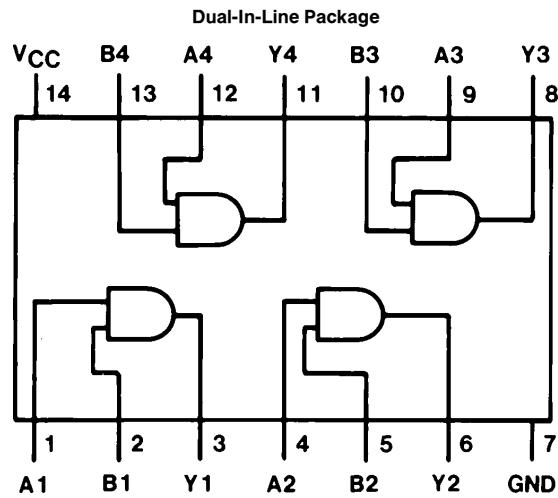 Dual-In-Line Package
VCC B4 A4 Y4 B3 A3 Y3
14 13 12 11 10 9 8
1 2 3 4 5 6 7
A1 B1 Y1 A2 B2 Y2 GND